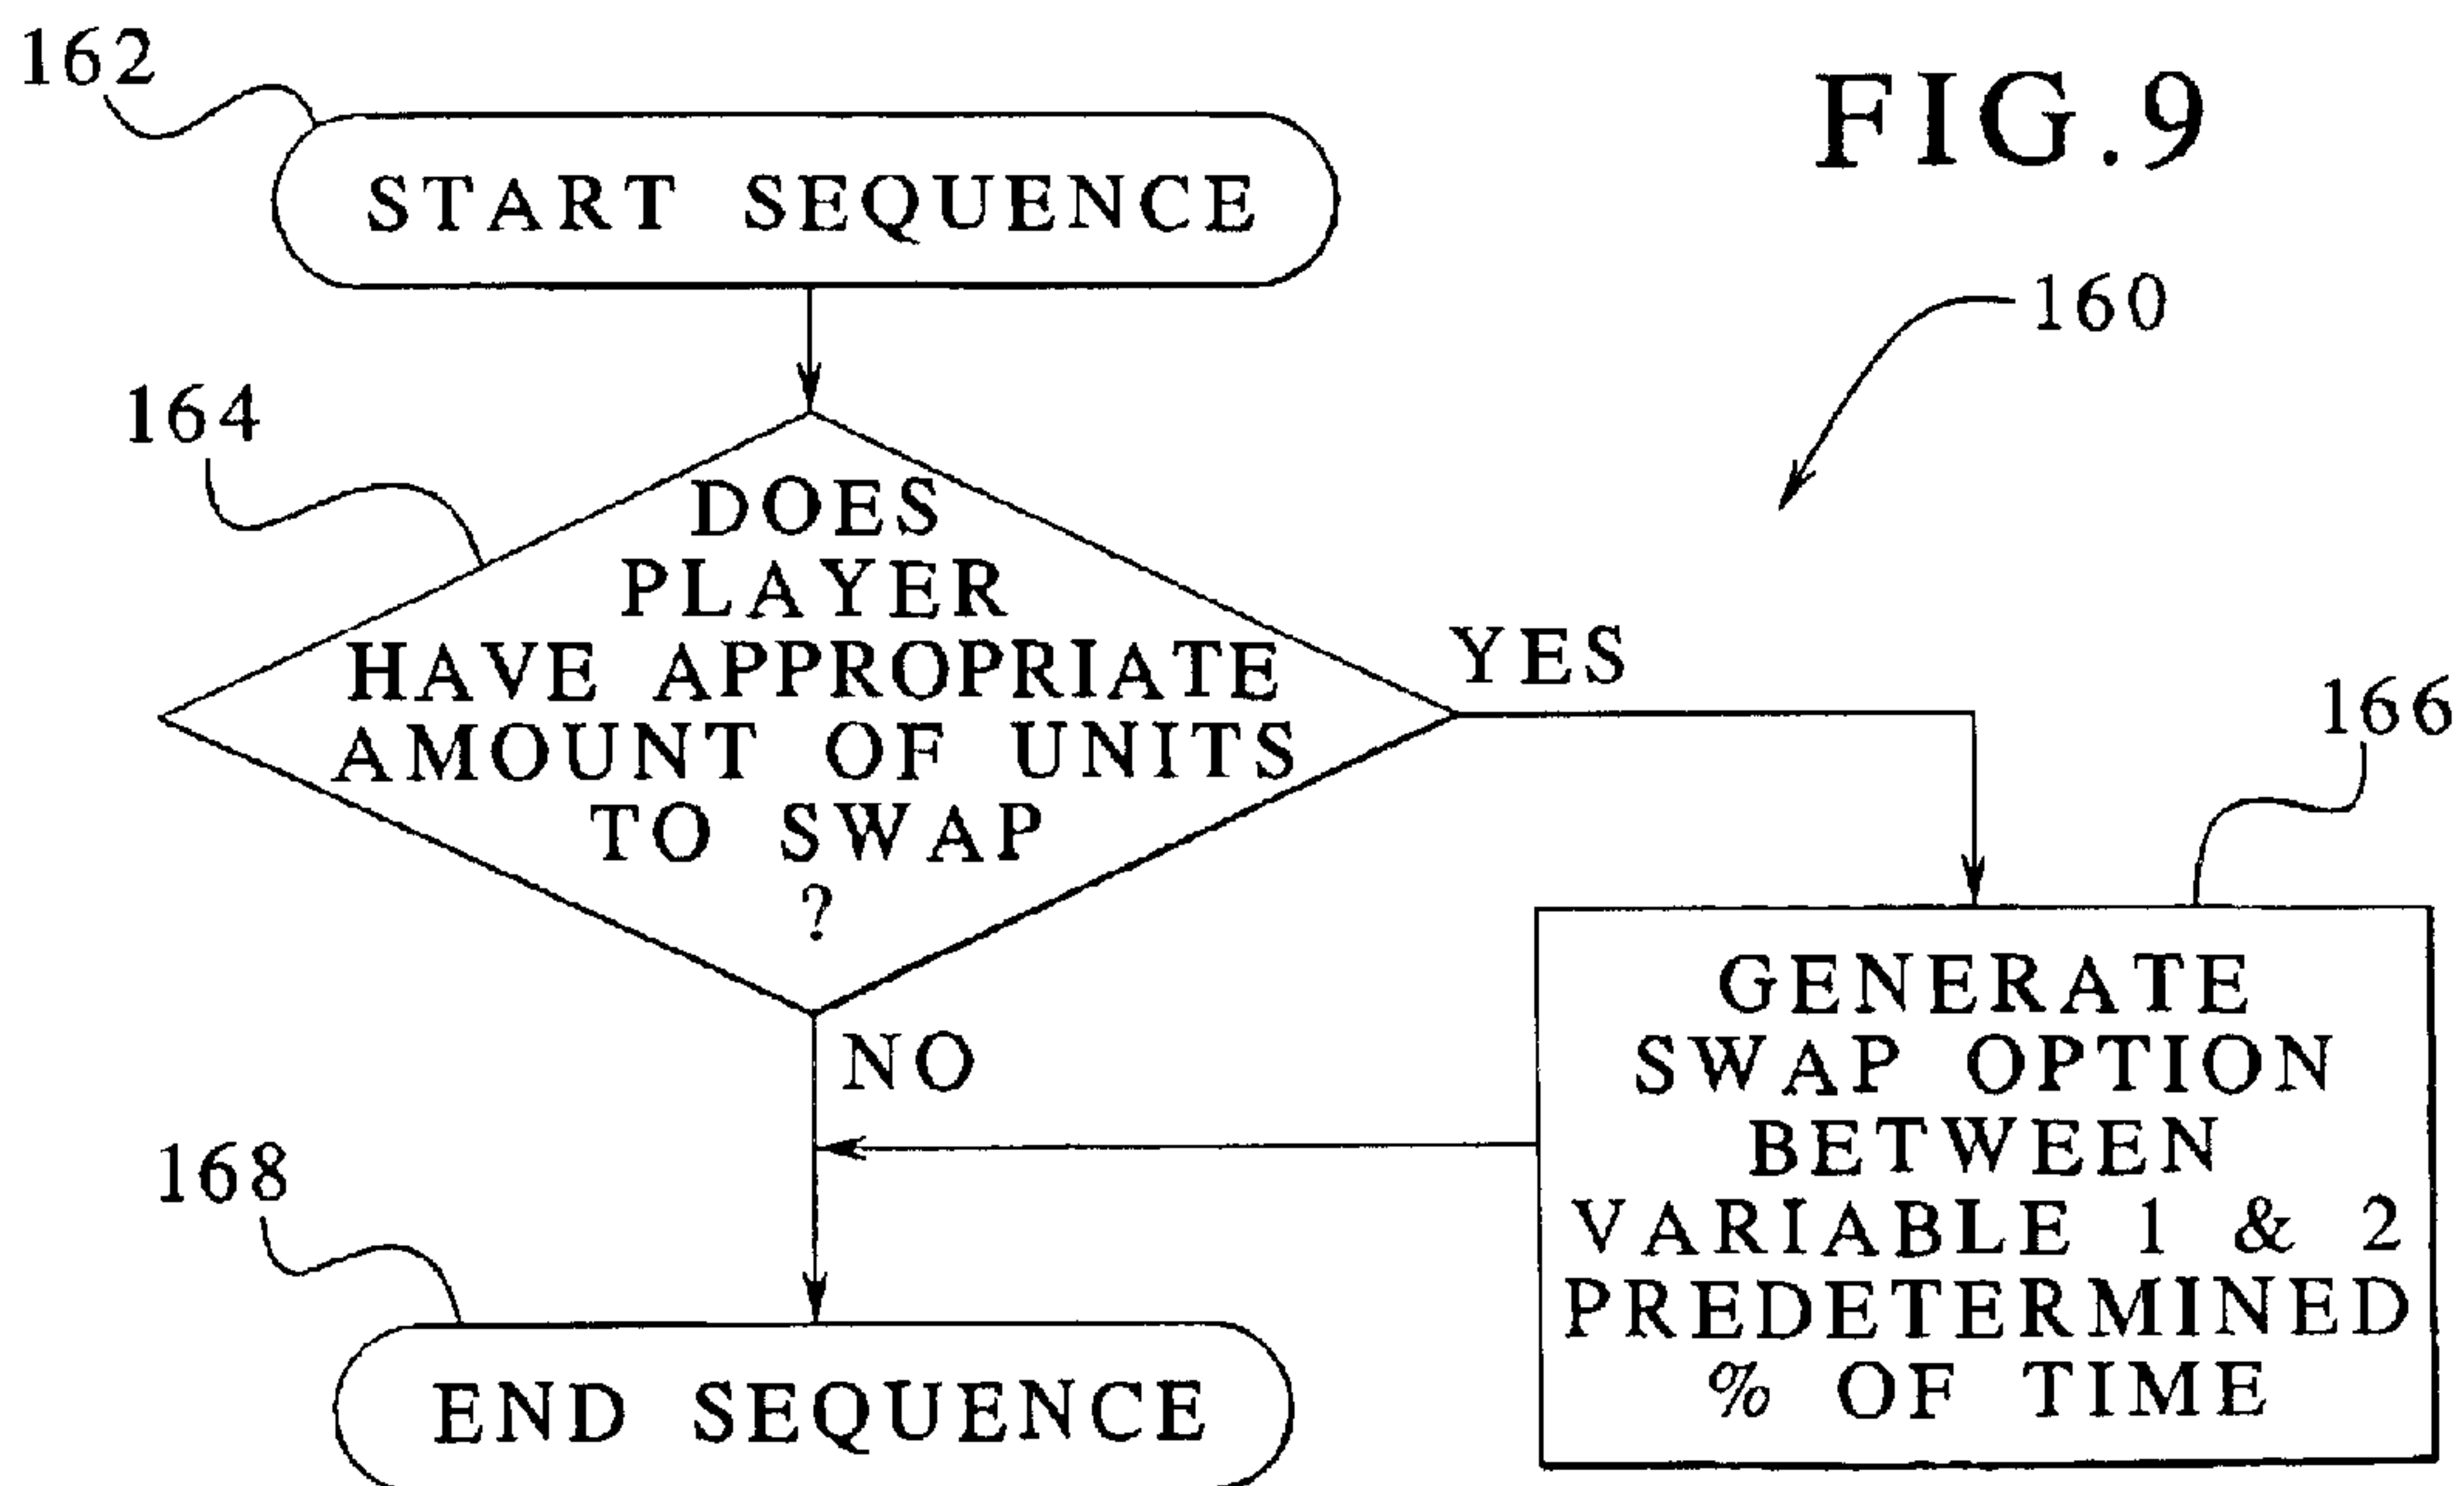 162
FIG.9
START SEQUENCE
160
164
DOES
PLAYER
HAVE APPROPRIATE
AMOUNT OF UNITS
TO SWAP
?
YES
166
NO
GENERATE
SWAP OPTION
BETWEEN
VARIABLE 1 & 2
PREDETERMINED
% OF TIME
168
END SEQUENCE